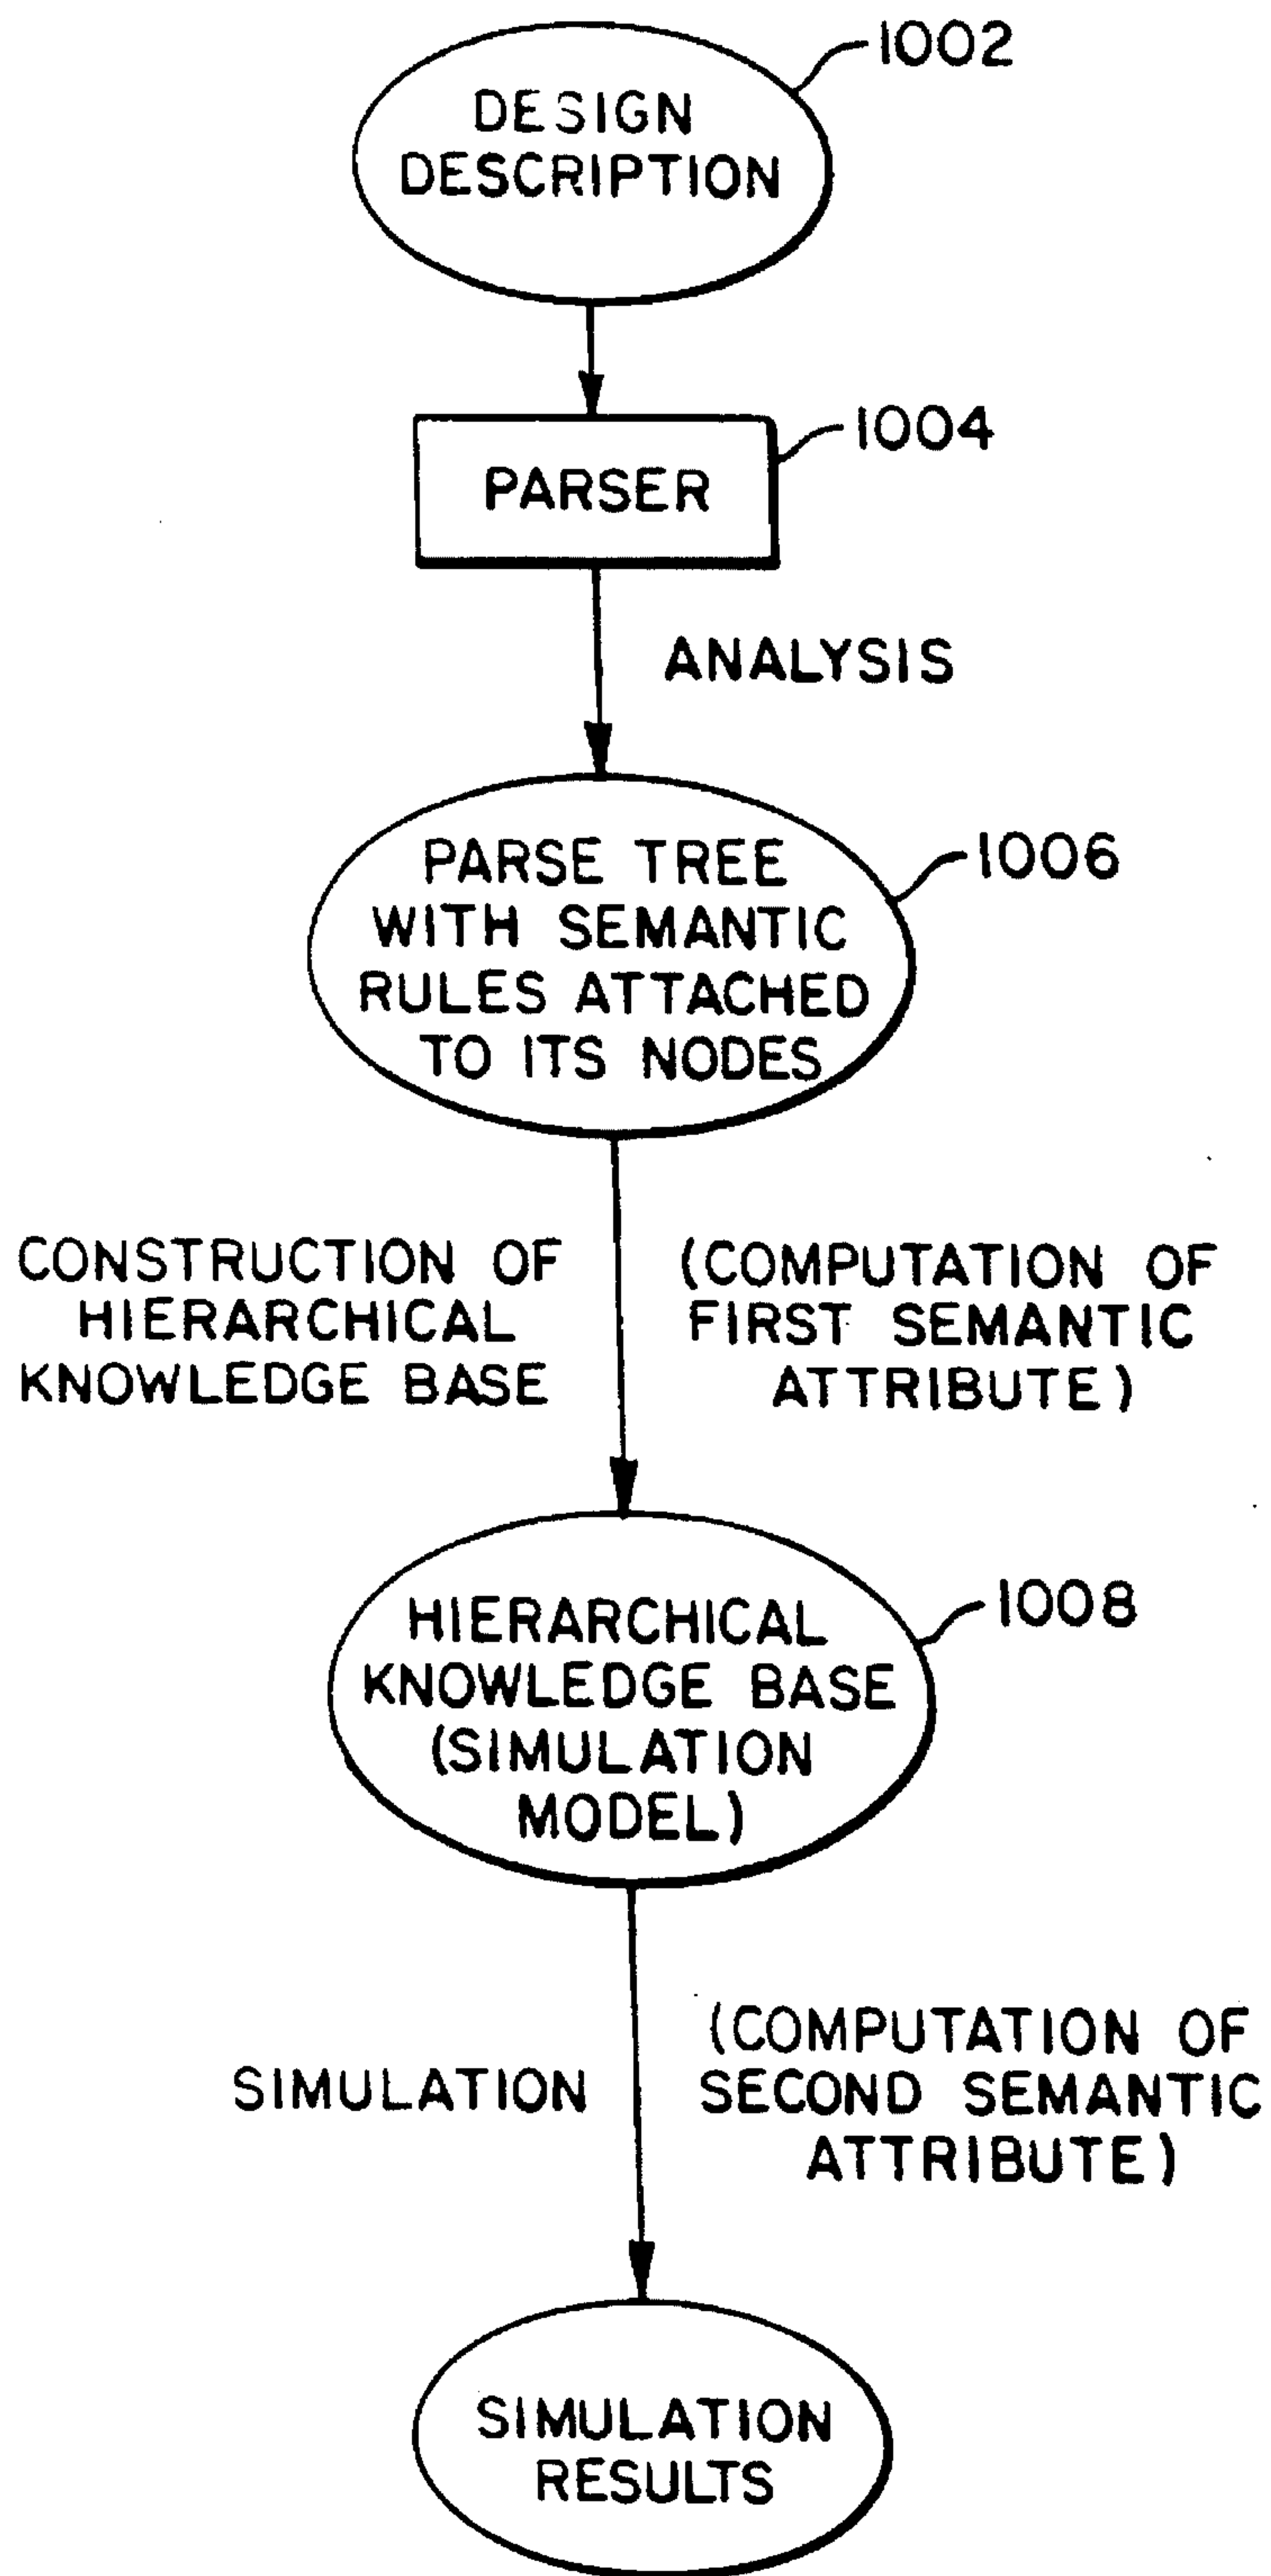 1002
DESIGN
DESCRIPTION
1004
PARSER
ANALYSIS
1006
PARSE TREE
WITH SEMANTIC
RULES ATTACHED
TO ITS NODES
CONSTRUCTION OF
HIERARCHICAL
KNOWLEDGE BASE
(COMPUTATION OF
FIRST SEMANTIC
ATTRIBUTE)
1008
HIERARCHICAL
KNOWLEDGE BASE
(SIMULATION
MODEL)
SIMULATION
(COMPUTATION OF
SECOND SEMANTIC
ATTRIBUTE)
SIMULATION
RESULTS